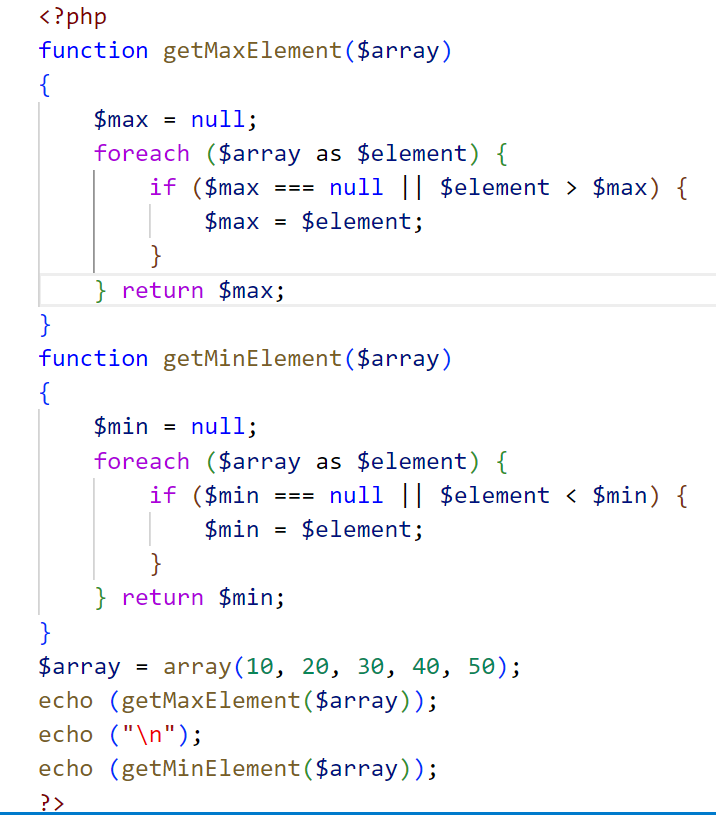 <?php
function getMaxElement($array)
{
    $max = null;
    foreach ($array as $element) {
        if ($max === null || $element > $max) {
            $max = $element;
        }
    } return $max;
}
function getMinElement($array)
{
    $min = null;
    foreach ($array as $element) {
        if ($min === null || $element < $min) {
            $min = $element;
        }
    } return $min;
}
$array = array(10, 20, 30, 40, 50);
echo (getMaxElement($array));
echo ("\n");
echo (getMinElement($array));
?>